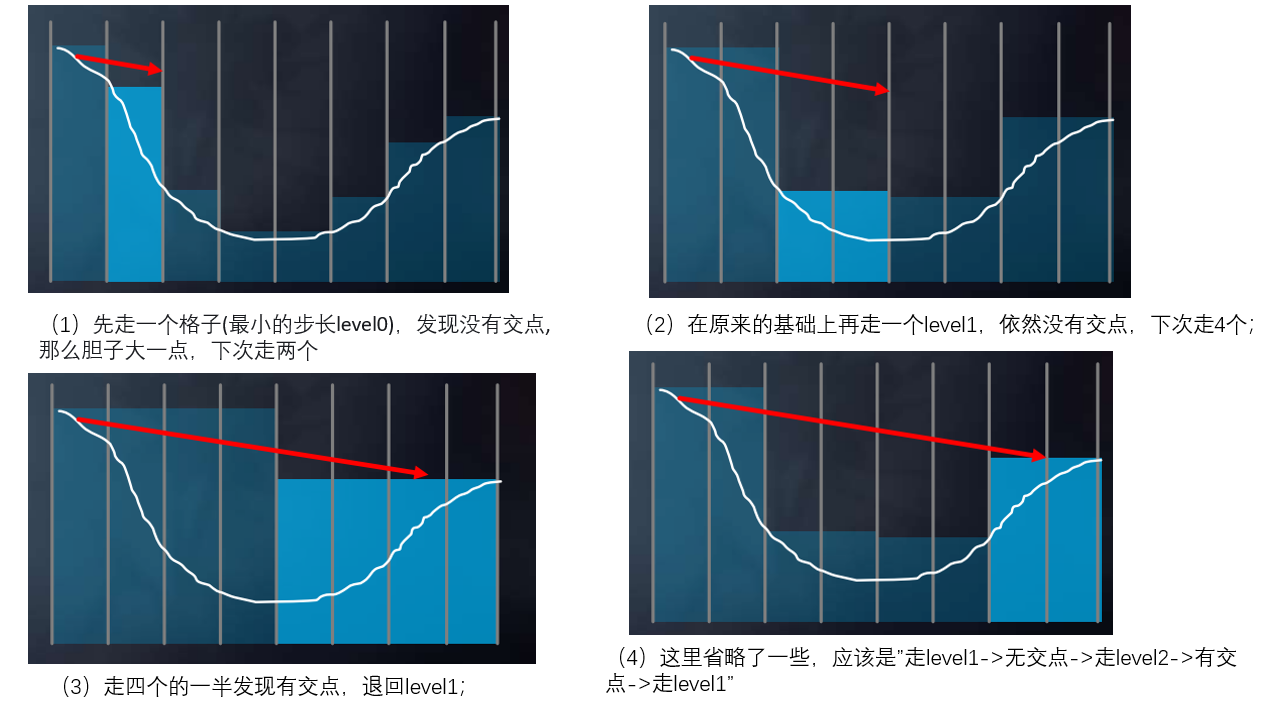 （1）先走一个格子(最小的步长level0)，发现没有交点,
那么胆子大一点，下次走两个
（2）在原来的基础上再走一个level1，依然没有交点，下次走4个；
（3）走四个的一半发现有交点，退回level1；
（4）这里省略了一些，应该是”走level1->无交点->走level2->有交
点->走level1”